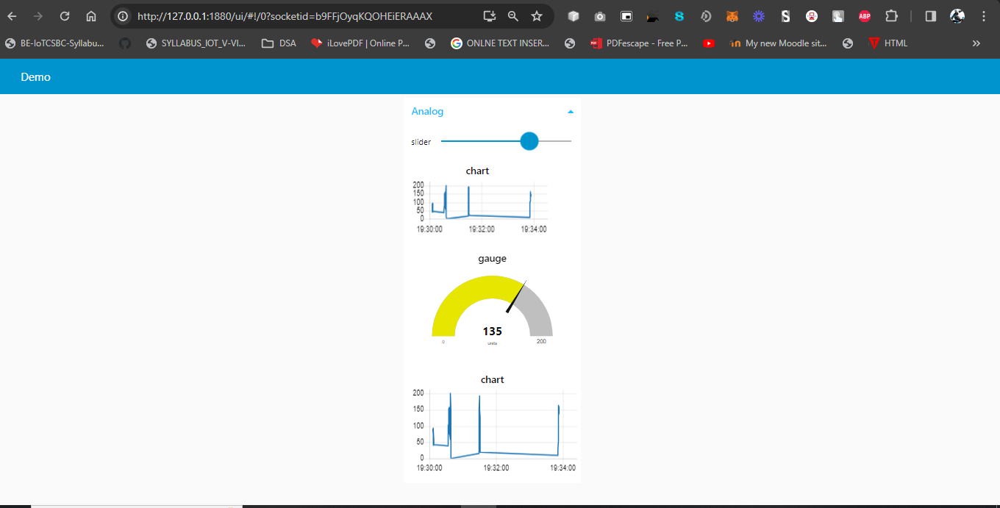 http://127.0.0.1:1880/ui/#!/0?socketid=b9FFjOyqKQOHEiERAAAX
ABP
BE-IoTCSBC-Syllabu...
SYLLABUS_IOT_V-VI...
DSA
iLovePDF | Online P...
ONLNE TEXT INSER...
PDFescape - Free P...
My new Moodle sit...
HTML
Demo
Analog
slider
chart
200
150
100
50
0
19:30:00 19:32:00 19:34:00
gauge
135
units
0 200
chart
200
150
100
50
0
19:30:00 19:32:00 19:34:00